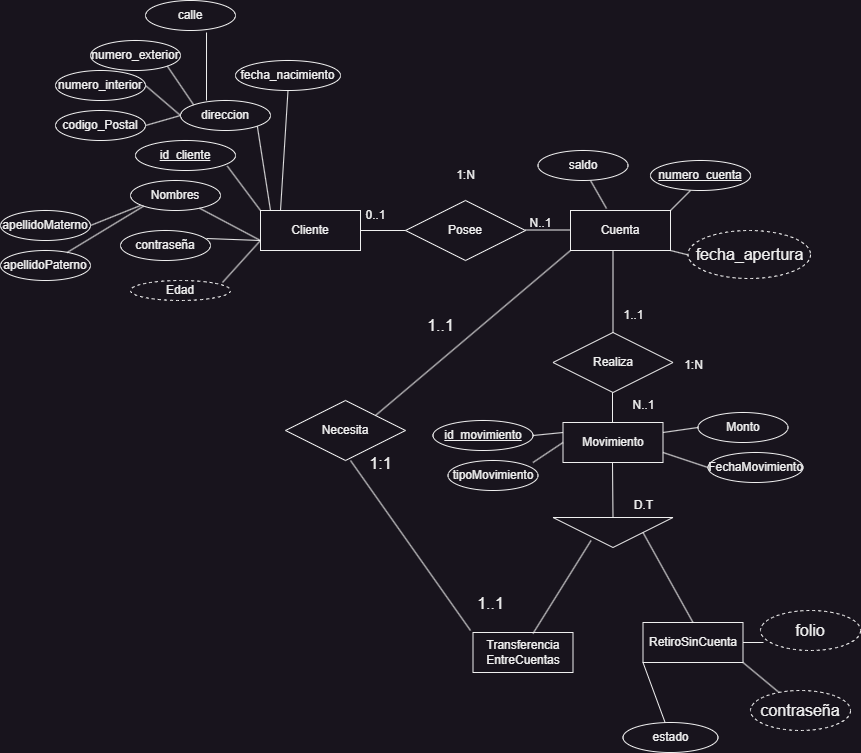 calle
numero_exterior
fecha_nacimiento
numero_interior
direccion
codigo_Postal
id_cliente
saldo
1:N
numero_cuenta
Nombres
0..1
N..1
apellidoMaterno
Cliente
Posee
Cuenta
contraseña
fecha_apertura
apellidoPaterno
Edad
1..1
1..1
Realiza
1:N
N..1
Necesita
id_movimiento
Monto
Movimiento
1:1
tipoMovimiento
FechaMovimiento
D.T
1..1
folio
Transferencia
EntreCuentas
RetiroSinCuenta
contraseña
estado